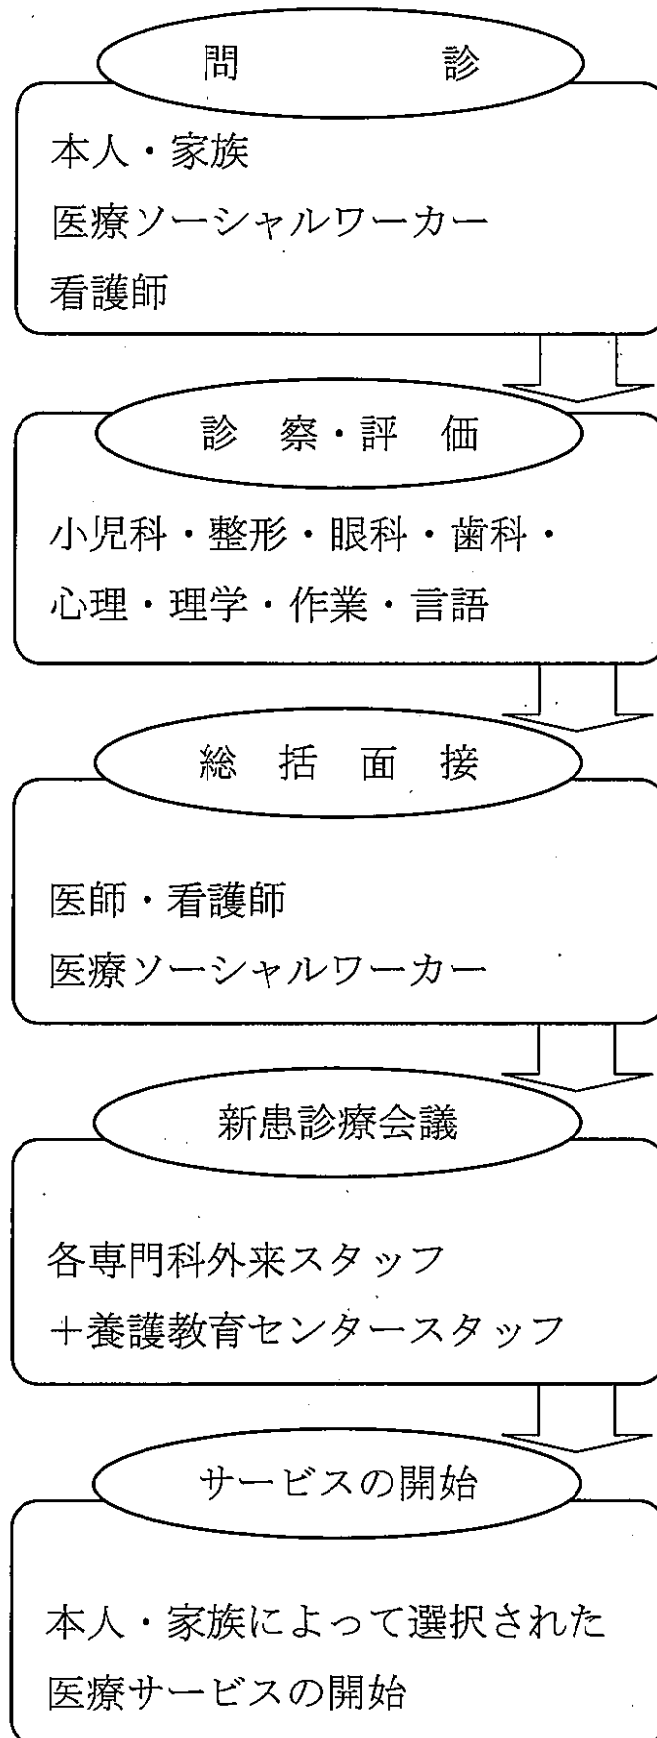 問診
本人・家族
医療ソーシャルワーカー
看護師
診察・評価
小児科・整形・眼科・歯科・
心理・理学・作業・言語
総括面接
医師・看護師
医療ソーシャルワーカー
新患診療会議
各専門科外来スタッフ
＋養護教育センタースタッフ
サービスの開始
本人・家族によって選択された
医療サービスの開始